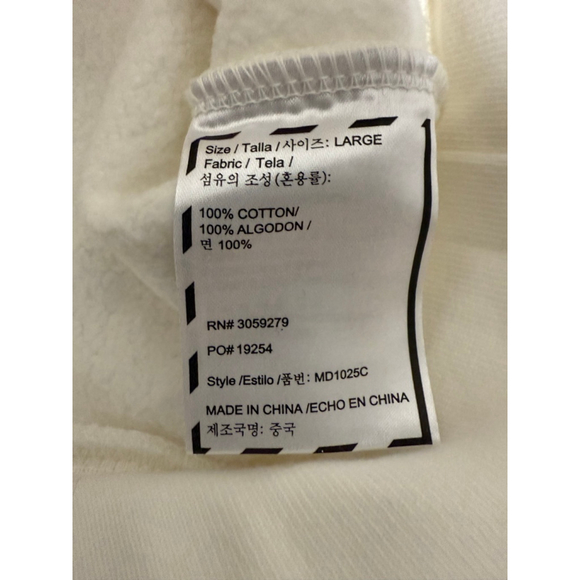 Size / Talla / 사이즈: LARGE
Fabric / Tela /
섬유의 조성(혼용률):
100% COTTON/
100% ALGODON /
면 100%
RN# 3059279
PO# 19254
Style /Estilo /품번: MD1025C
MADE IN CHINA /ECHO EN CHINA
제조국명: 중국